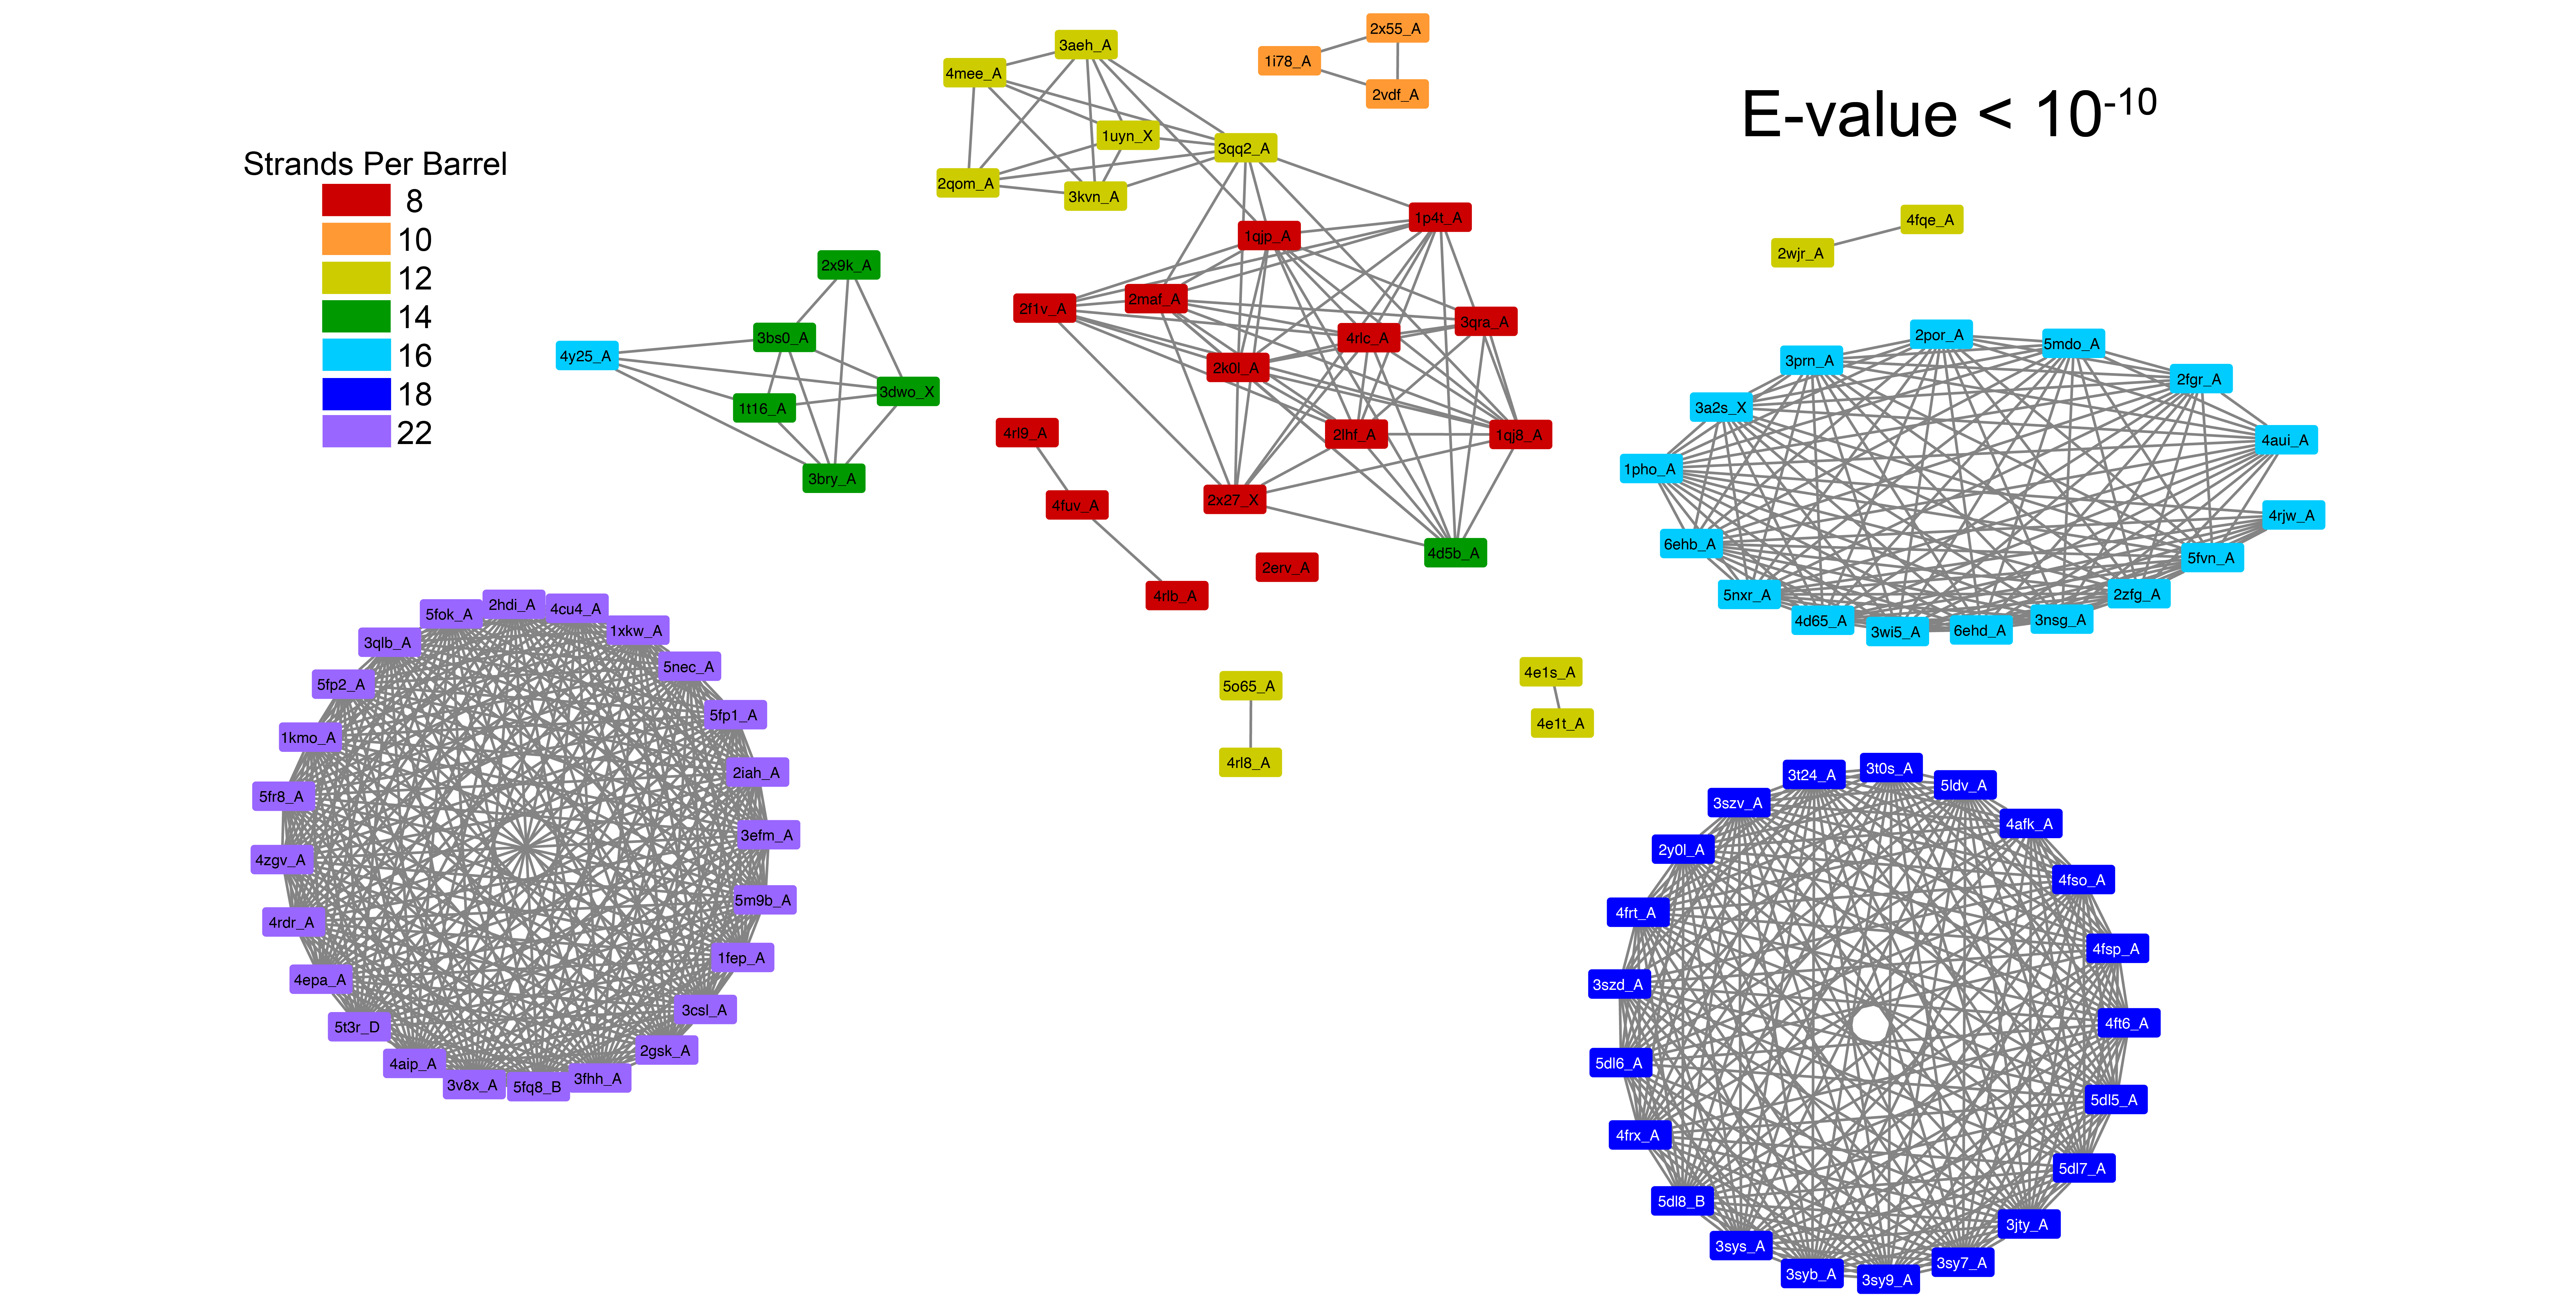 E-value < 10-10
Strands Per Barrel
8
10
12
14
16
18
22
2x55_A
1i78_A
2vdf_A
3aeh_A
4mee_A
1uyn_X
3qq2_A
2qom_A
3kvn_A
4fqe_A
2wjr_A
1p4t_A
1qjp_A
2maf_A
2f1v_A
3qra_A
4rlc_A
2k0l_A
2lhf_A
1qj8_A
2x27_X
4d5b_A
2erv_A
4rl9_A
4fuv_A
4rlb_A
2x9k_A
3bs0_A
4y25_A
3dwo_X
1t16_A
3bry_A
2por_A
5mdo_A
3prn_A
2fgr_A
3a2s_X
4aui_A
1pho_A
4rjw_A
6ehb_A
5fvn_A
5nxr_A
2zfg_A
4d65_A
3nsg_A
3wi5_A
6ehd_A
2hdi_A
4cu4_A
5fok_A
1xkw_A
3qlb_A
5nec_A
5fp2_A
5fp1_A
1kmo_A
2iah_A
5fr8_A
3efm_A
4zgv_A
5m9b_A
4rdr_A
1fep_A
4epa_A
3csl_A
5t3r_D
2gsk_A
4aip_A
3fhh_A
3v8x_A
5fq8_B
5o65_A
4rl8_A
4e1s_A
4e1t_A
3t0s_A
3t24_A
5ldv_A
3szv_A
4afk_A
2y0l_A
4fso_A
4frt_A
4fsp_A
3szd_A
4ft6_A
5dl6_A
5dl5_A
4frx_A
5dl7_A
5dl8_B
3jty_A
3sys_A
3sy7_A
3syb_A
3sy9_A